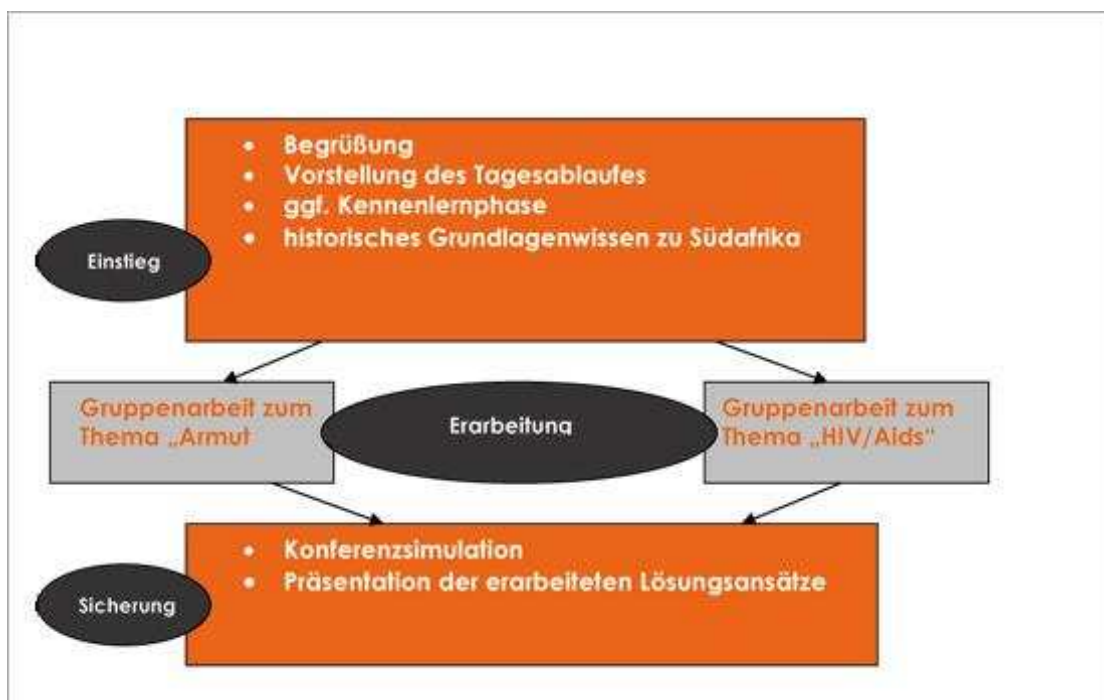 • Begrüßung
• Vorstellung des Tagesablaufes
• ggf. Kennenlernphase
• historisches Grundlagenwissen zu Südafrika
Einstieg
Gruppenarbeit zum
Thema „Armut
Erarbeitung
Gruppenarbeit zum
Thema „HIV/Aids“
• Konferenzsimulation
• Präsentation der erarbeiteten Lösungsansätze
Sicherung